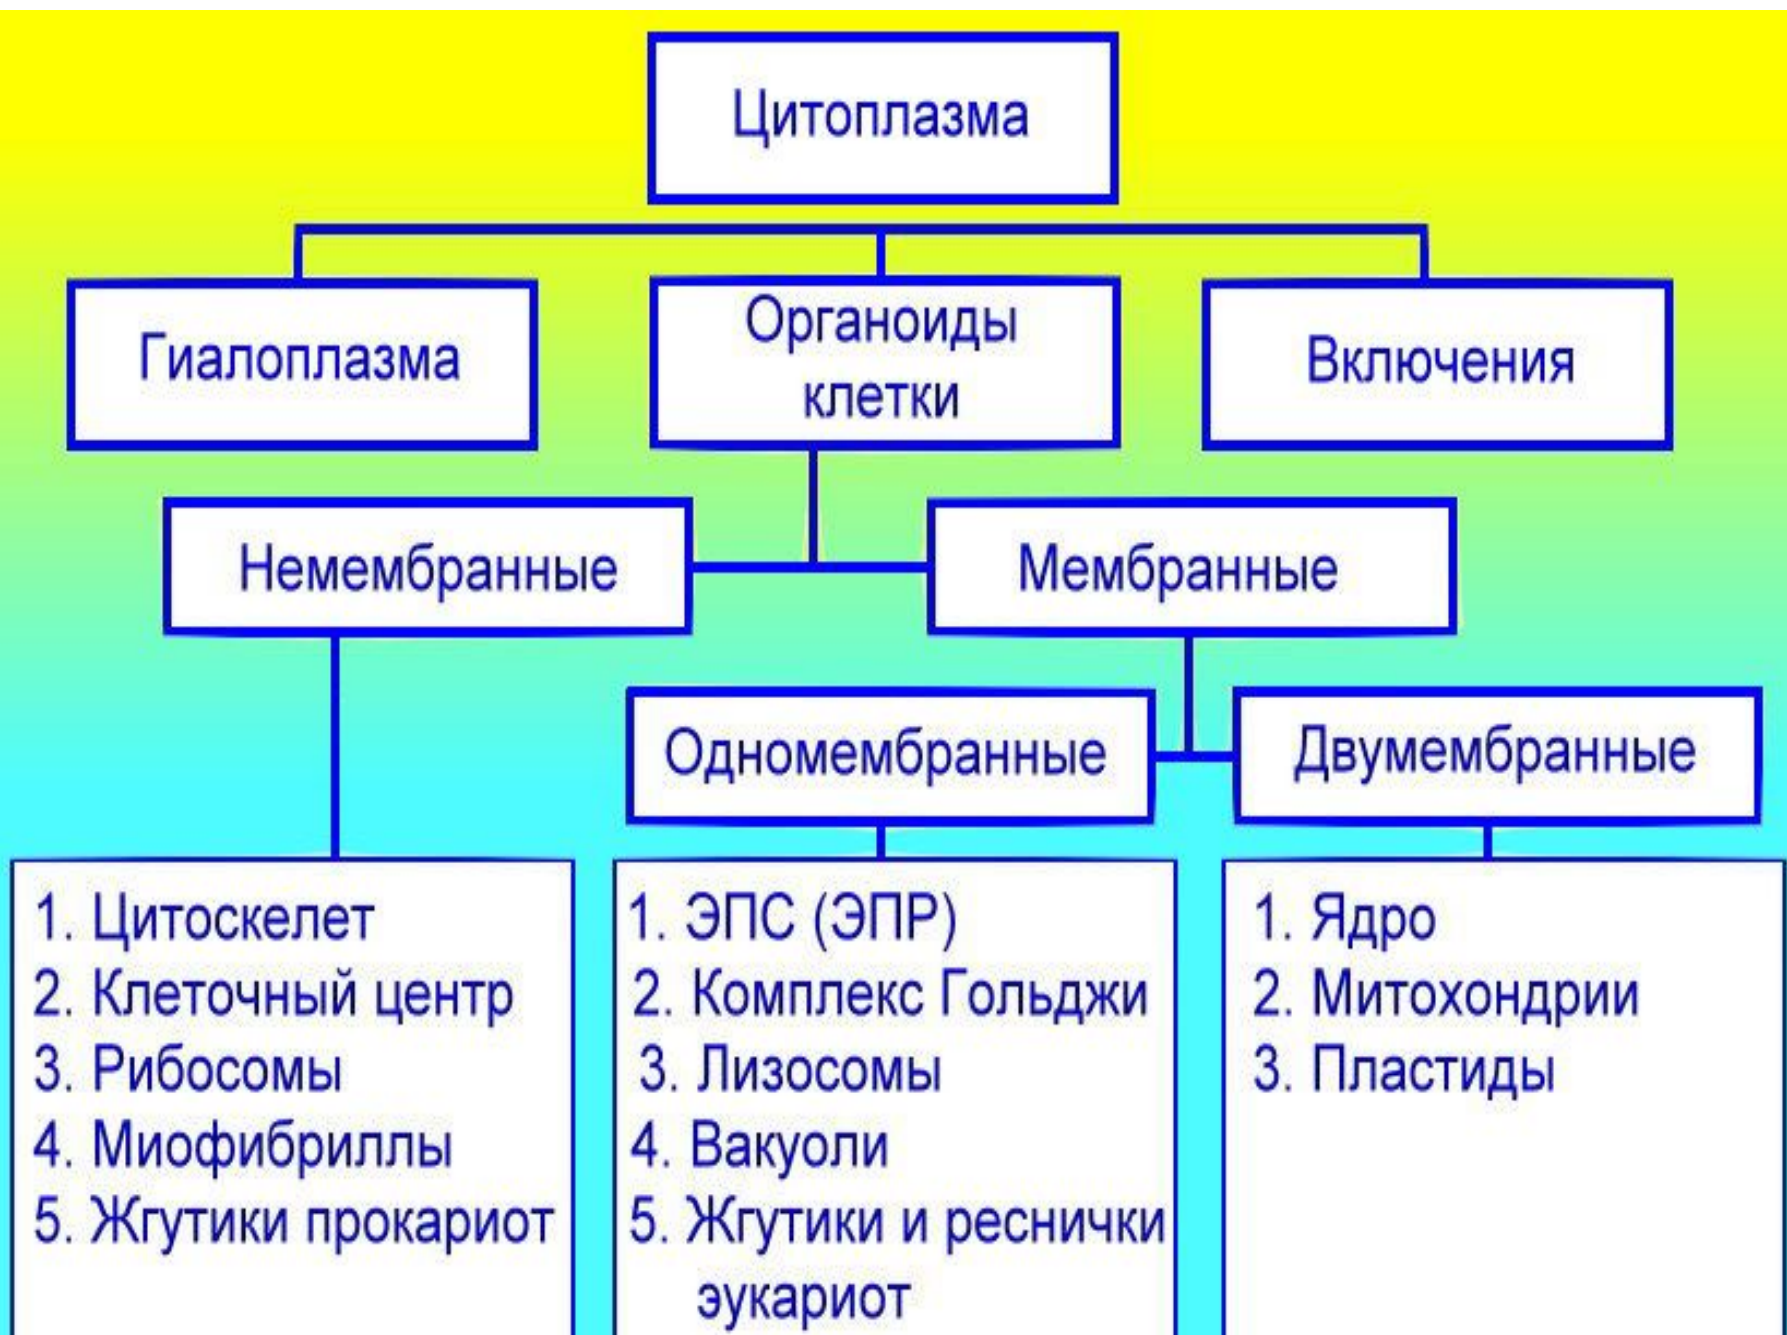 Цитоплазма
Гиалоплазма
Органоиды
клетки
Включения
Немембранные
Мембранные
Одномембранные
Двумембранные
1. Цитоскелет
2. Клеточный центр
3. Рибосомы
4. Миофибриллы
5. Жгутики прокариот
1. ЭПС (ЭПР)
2. Комплекс Гольджи
3. Лизосомы
4. Вакуоли
5. Жгутики и реснички
эукариот
1. Ядро
2. Митохондрии
3. Пластиды